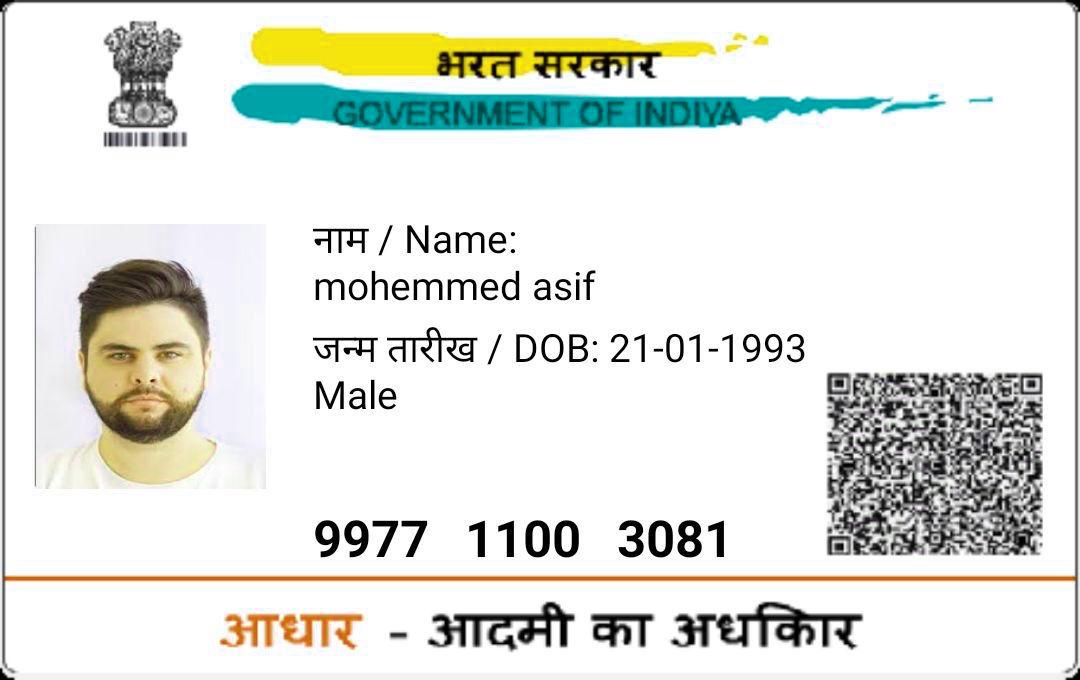 भरत सरकार
GOVERNMENT OF INDIYA
नाम / Name:
mohemmed asif
जन्म तारीख / DOB: 21-01-1993
Male
9977 1100 3081
आधार - आदमी का अधकिार